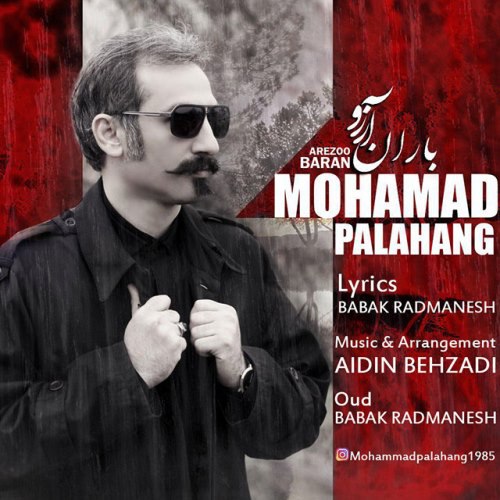 باران آرزو
AREZOO
BARAN
MOHAMAD
PALAHANG
Lyrics
BABAK RADMANESH
Music & Arrangement
AIDIN BEHZADI
Oud
BABAK RADMANESH
Mohammadpalahang1985